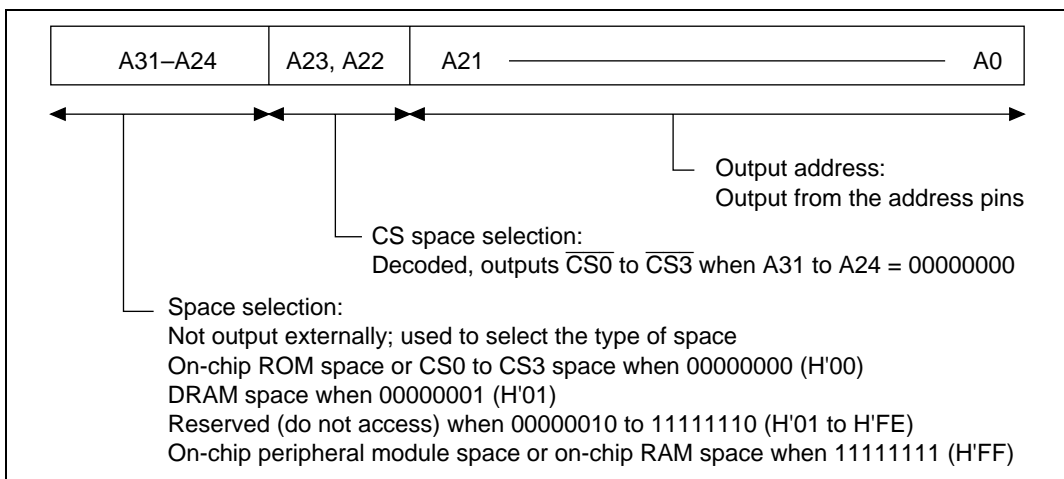 A31–A24 A23, A22 A21 A0
Output address:
Output from the address pins
CS space selection:
Decoded, outputs C̅S̅0̅ to C̅S̅3̅ when A31 to A24 = 00000000
Space selection:
Not output externally; used to select the type of space
On-chip ROM space or CS0 to CS3 space when 00000000 (H'00)
DRAM space when 00000001 (H'01)
Reserved (do not access) when 00000010 to 11111110 (H'01 to H'FE)
On-chip peripheral module space or on-chip RAM space when 11111111 (H'FF)